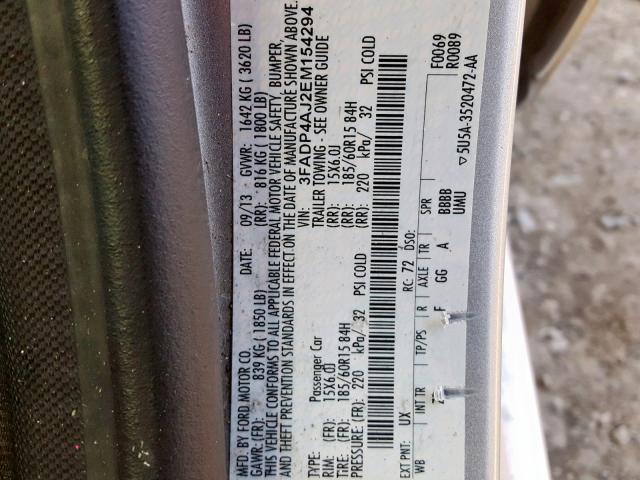 MFD. BY FORD MOTOR CO.
DATE: 09/13 GVWR: 1642 KG ( 3620 LB)
GAWR: (FR): 839 KG ( 1850 LB) (RR): 816 KG ( 1800 LB)
THIS VEHICLE CONFORMS TO ALL APPLICABLE FEDERAL MOTOR VEHICLE SAFETY, BUMPER,
AND THEFT PREVENTION STANDARDS IN EFFECT ON THE DATE OF MANUFACTURE SHOWN ABOVE.
VIN: 3FADP4AJ2EM154294
TYPE: Passenger Car TRAILER TOWING - SEE OWNER GUIDE
RIM: (FR): 15X6.0J (RR): 15X6.0J
TIRE: (FR): 185/60R15 84H (RR): 185/60R15 84H
PRESSURE: (FR): 220 kPa/ 32 PSI COLD (RR): 220 kPa/ 32 PSI COLD
F0069
R0089
EXT PNT: UX RC: 72 DSO:
WB INT TR TP/PS R AXLE TR SPR
F GG A BBBB
UMU
▽5U5A-3520472-AA